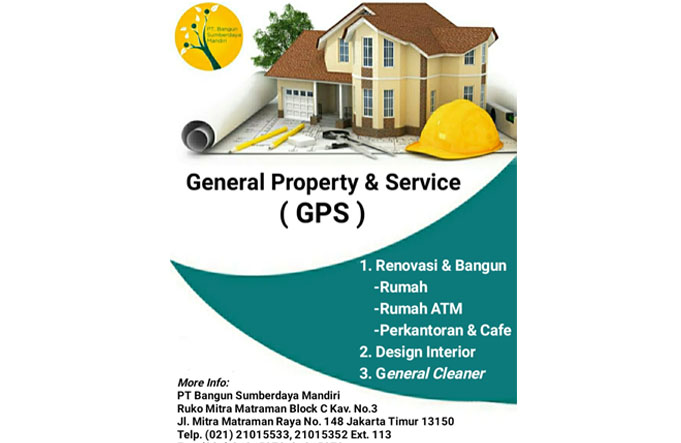 PT. Bangun
Sumberdaya
Mandiri
General Property & Service
( GPS )
1. Renovasi & Bangun
-Rumah
-Rumah ATM
-Perkantoran & Cafe
2. Design Interior
3. General Cleaner
More Info:
PT Bangun Sumberdaya Mandiri
Ruko Mitra Matraman Block C Kav. No.3
Jl. Mitra Matraman Raya No. 148 Jakarta Timur 13150
Telp. (021) 21015533, 21015352 Ext. 113